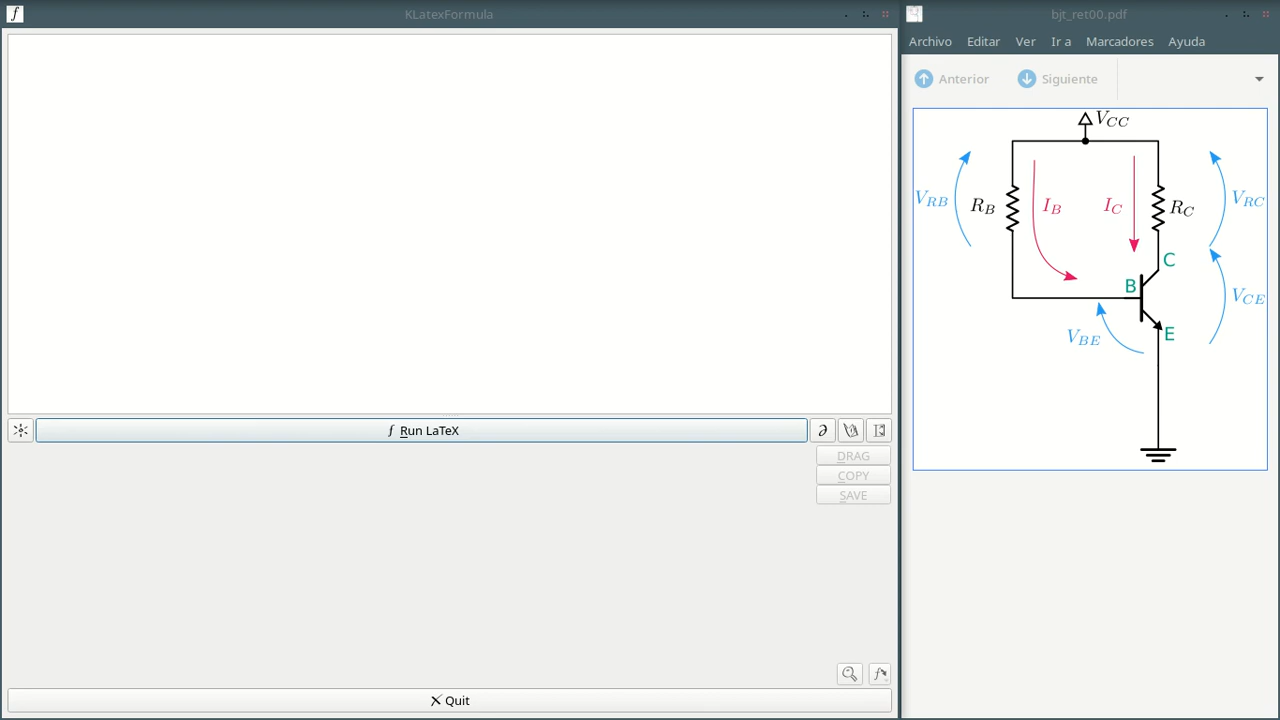 KLatexFormula
Run LaTeX
DRAG
COPY
SAVE
Quit
bjt_ret00.pdf
Archivo Editar Ver Ir a Marcadores Ayuda
Anterior Siguiente
V_CC
V_RB R_B I_B I_C R_C V_RC
C
B
V_CE
V_BE E